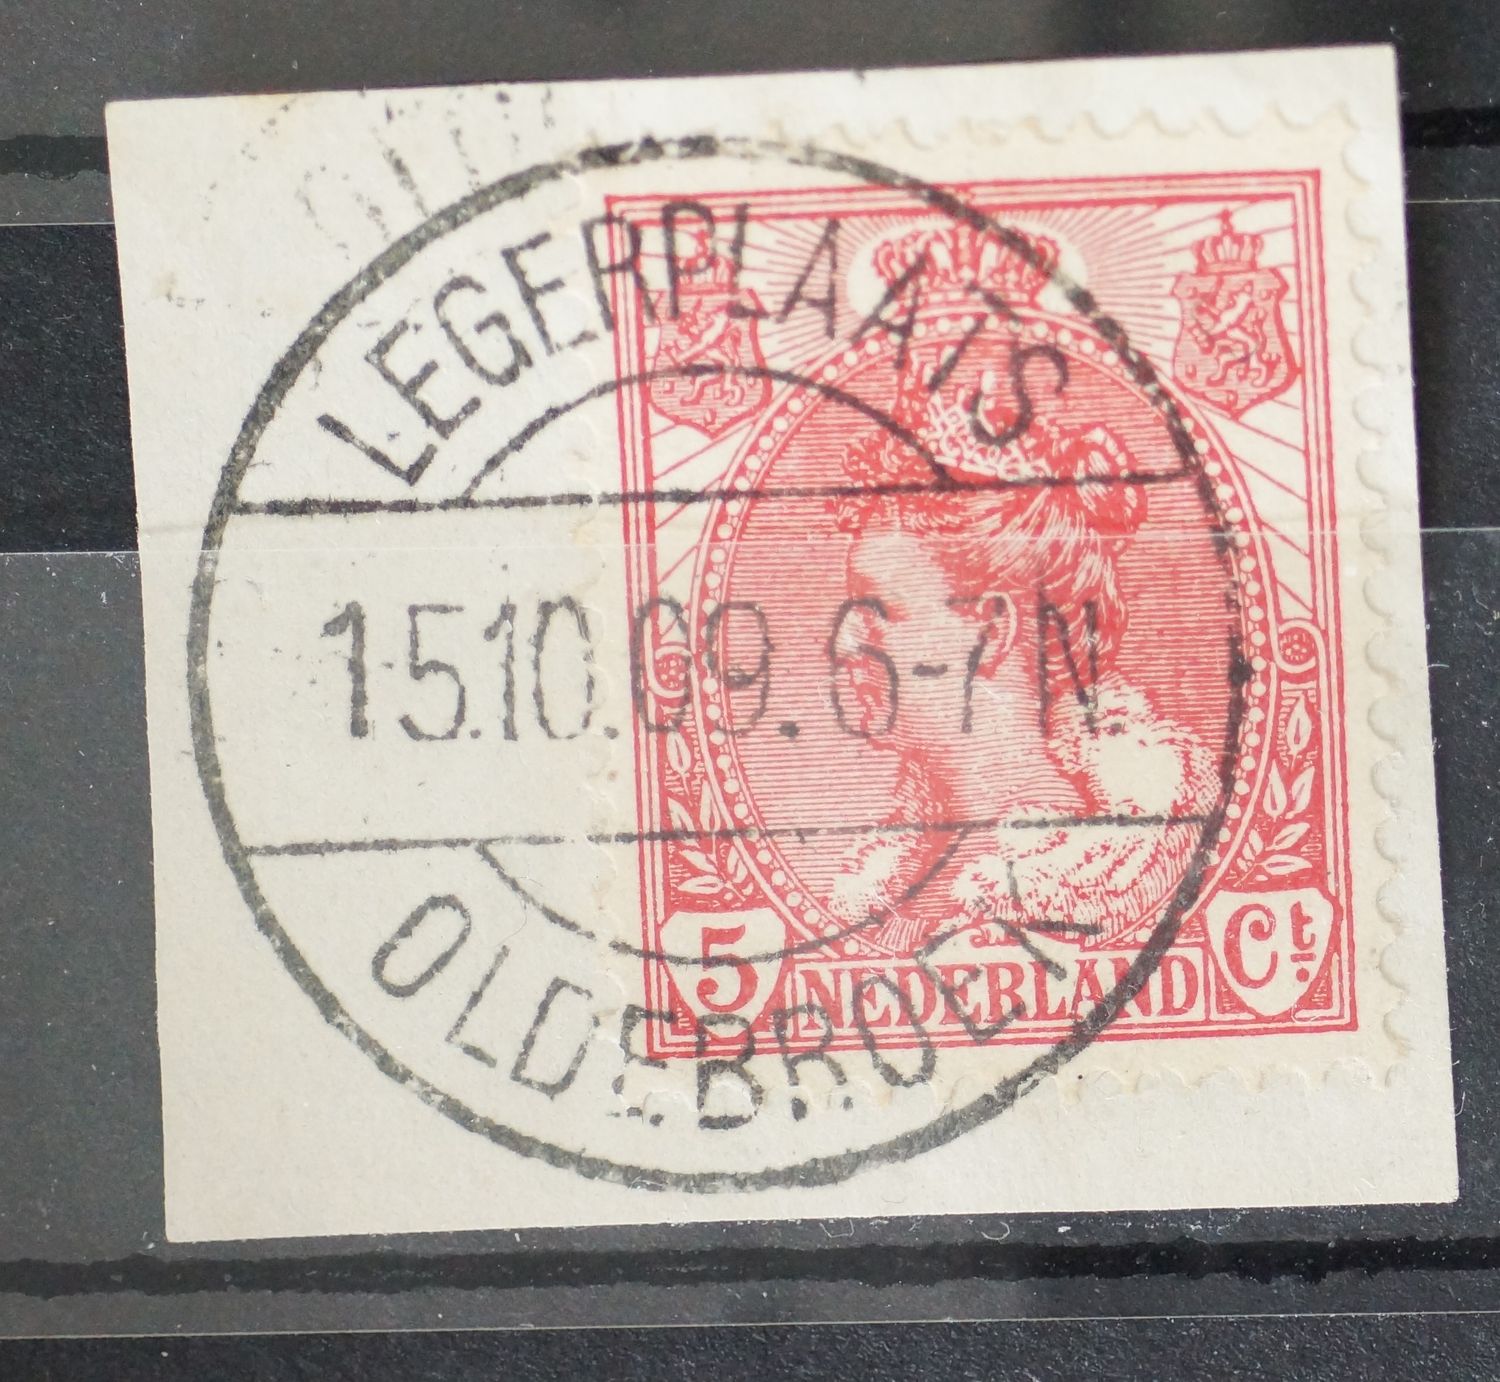 LEGERPLAATS
15.10.09.6-7N.
OLDEBROEK
5 NEDERLAND Ct.